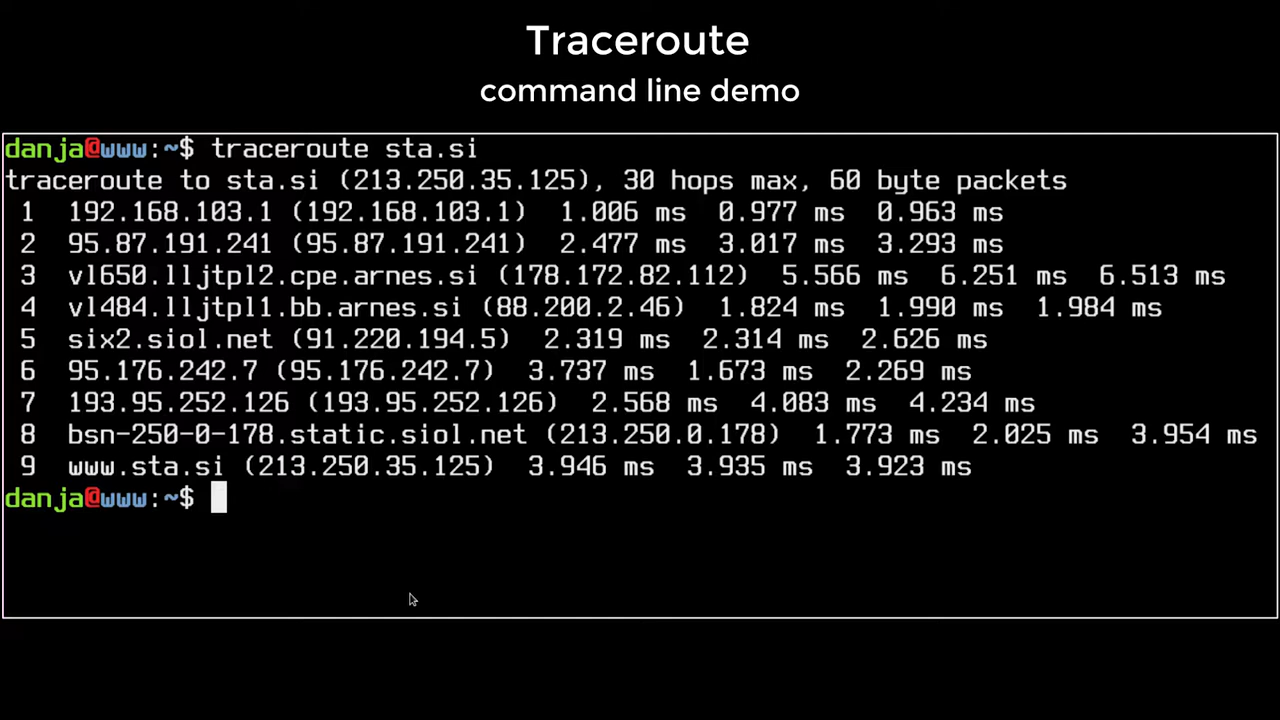 Traceroute
command line demo
danja@www:~$ traceroute sta.si
traceroute to sta.si (213.250.35.125), 30 hops max, 60 byte packets
1 192.168.103.1 (192.168.103.1) 1.006 ms 0.977 ms 0.963 ms
2 95.87.191.241 (95.87.191.241) 2.477 ms 3.017 ms 3.293 ms
3 vl650.lljtpl2.cpe.arnes.si (178.172.82.112) 5.566 ms 6.251 ms 6.513 ms
4 vl484.lljtpl1.bb.arnes.si (88.200.2.46) 1.824 ms 1.990 ms 1.984 ms
5 six2.siol.net (91.220.194.5) 2.319 ms 2.314 ms 2.626 ms
6 95.176.242.7 (95.176.242.7) 3.737 ms 1.673 ms 2.269 ms
7 193.95.252.126 (193.95.252.126) 2.568 ms 4.083 ms 4.234 ms
8 bsn-250-0-178.static.siol.net (213.250.0.178) 1.773 ms 2.025 ms 3.954 ms
9 www.sta.si (213.250.35.125) 3.946 ms 3.935 ms 3.923 ms
danja@www:~$